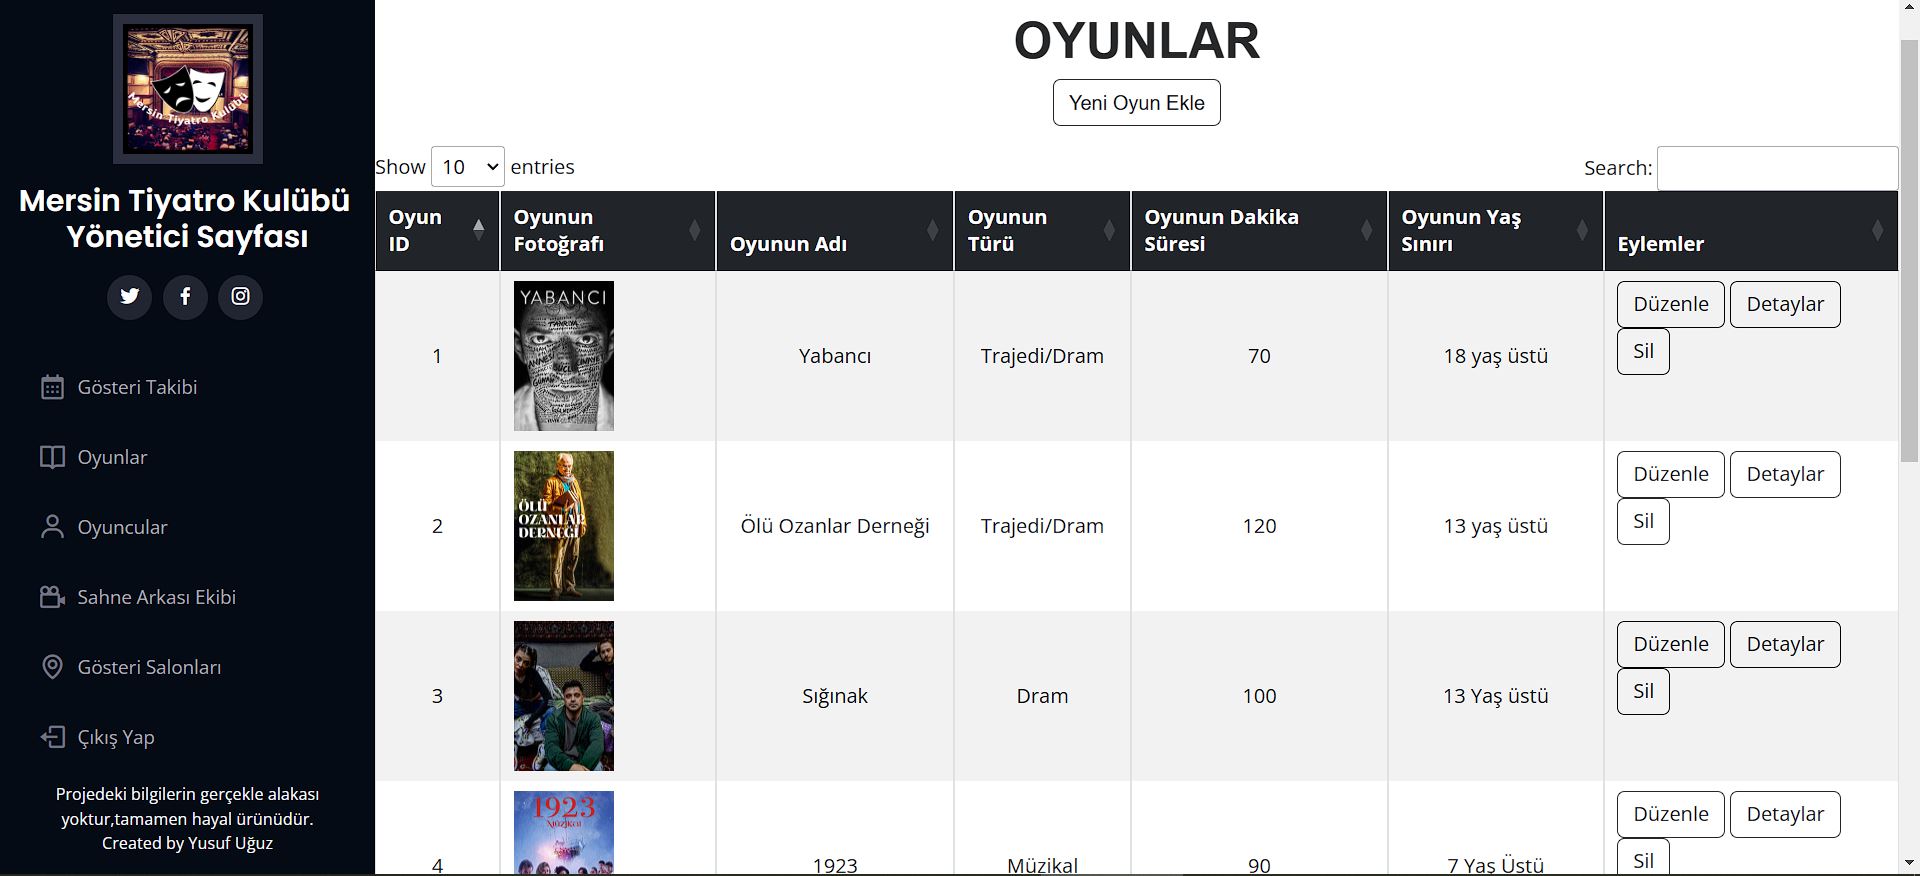 Mersin Tiyatro Kulübü
Mersin Tiyatro Kulübü
Yönetici Sayfası
Gösteri Takibi
Oyunlar
Oyuncular
Sahne Arkası Ekibi
Gösteri Salonları
Çıkış Yap
Projedeki bilgilerin gerçekle alakası
yoktur,tamamen hayal ürünüdür.
Created by Yusuf Uğuz
OYUNLAR
Yeni Oyun Ekle
Show 10 entries
Search:
Oyun
ID
Oyunun
Fotoğrafı
Oyunun Adı
Oyunun
Türü
Oyunun Dakika
Süresi
Oyunun Yaş
Sınırı
Eylemler
1
YABANCI
Yabancı
Trajedi/Dram
70
18 yaş üstü
Düzenle
Detaylar
Sil
2
ÖLÜ
OZANLAR
DERNEĞİ
Ölü Ozanlar Derneği
Trajedi/Dram
120
13 yaş üstü
Düzenle
Detaylar
Sil
3
Sığınak
Dram
100
13 Yaş üstü
Düzenle
Detaylar
Sil
4
1923
MÜZİKAL
1923
Müzikal
90
7 Yaş Üstü
Düzenle
Detaylar
Sil